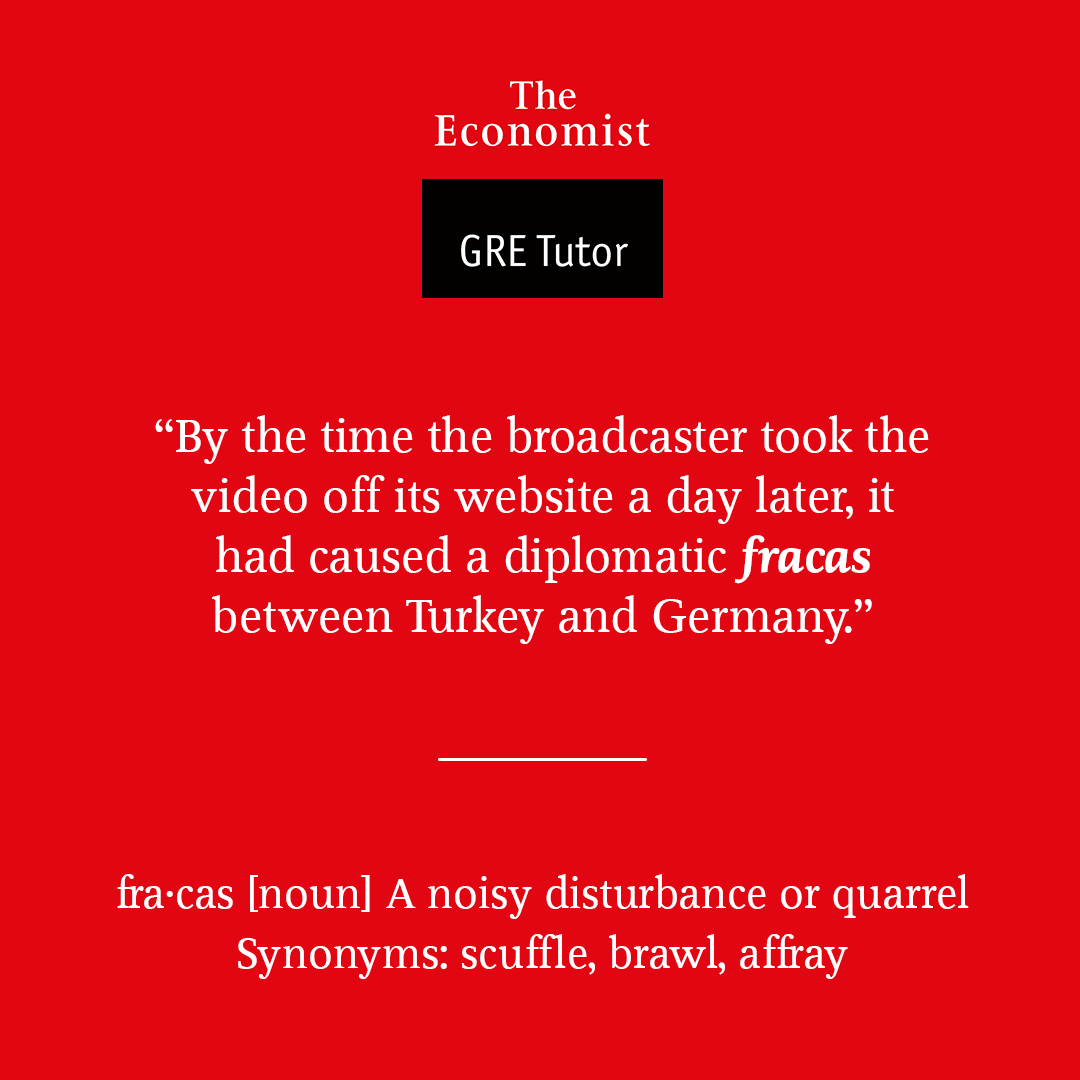 The
Economist
GRE Tutor
“By the time the broadcaster took the
video off its website a day later, it
had caused a diplomatic fracas
between Turkey and Germany.”
fra·cas [noun] A noisy disturbance or quarrel
Synonyms: scuffle, brawl, affray